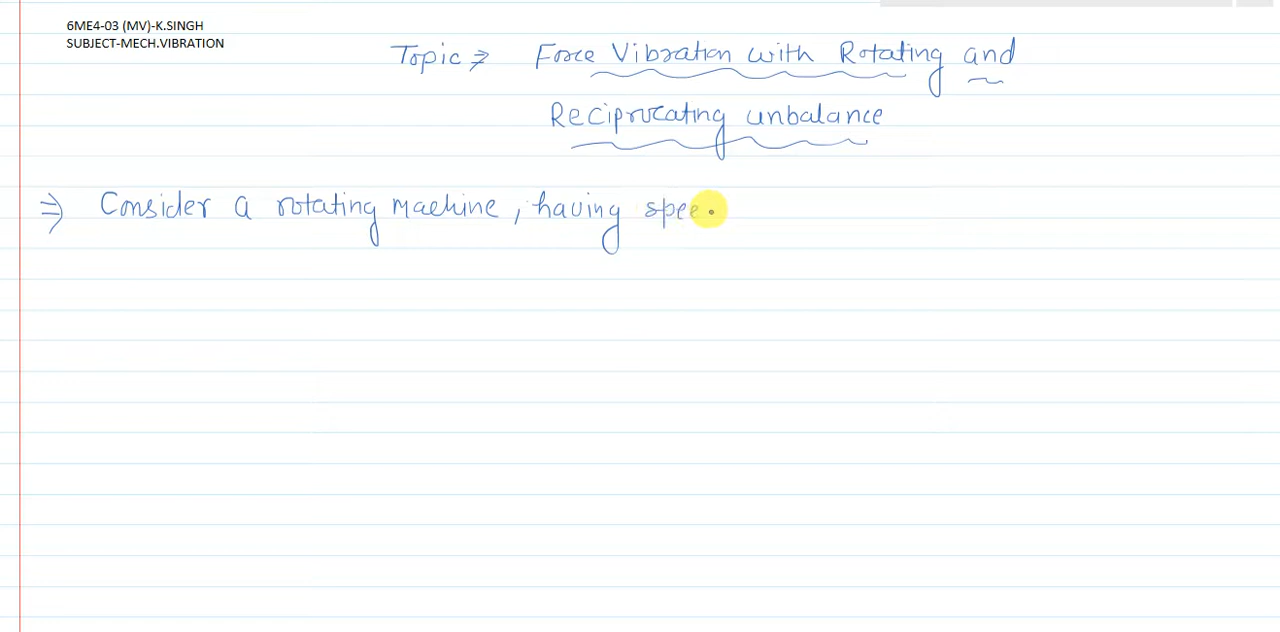 6ME4-03 (MV)-K.SINGH
SUBJECT-MECH.VIBRATION
Topic ⇒ Force Vibration with Rotating and
Reciprocating unbalance
⇒ Consider a rotating machine, having spee